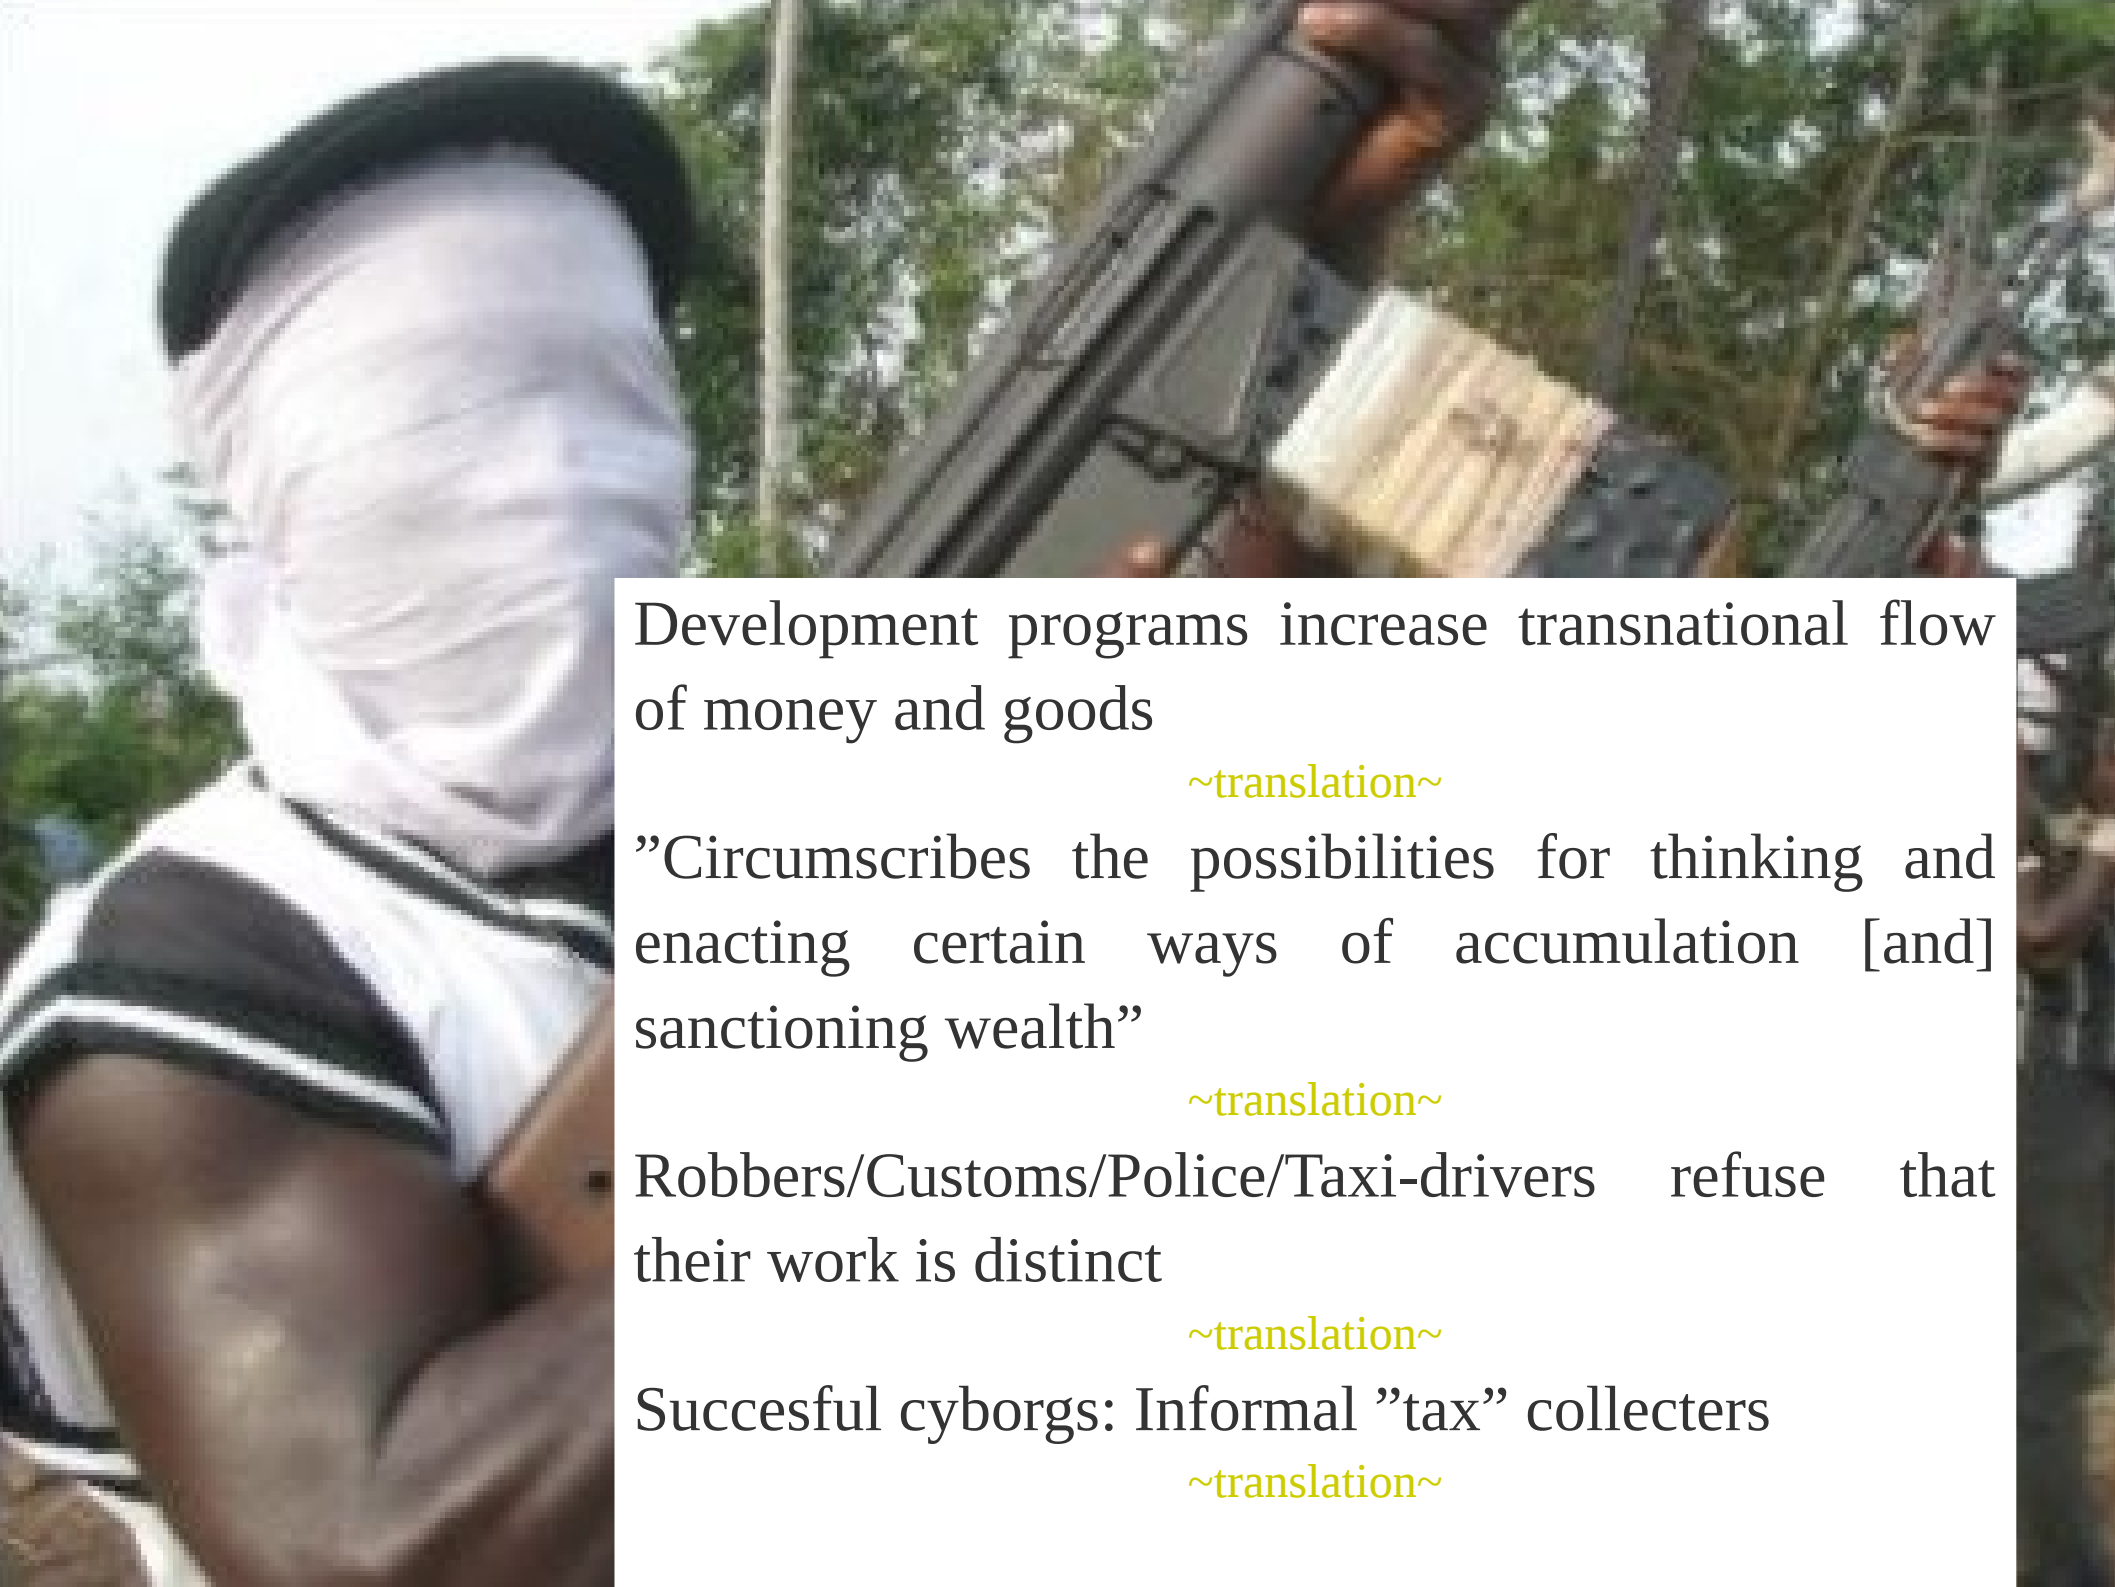 Development programs increase transnational flow
of money and goods
~translation~
”Circumscribes the possibilities for thinking and
enacting certain ways of accumulation [and]
sanctioning wealth”
~translation~
Robbers/Customs/Police/Taxi-drivers refuse that
their work is distinct
~translation~
Succesful cyborgs: Informal ”tax” collecters
~translation~